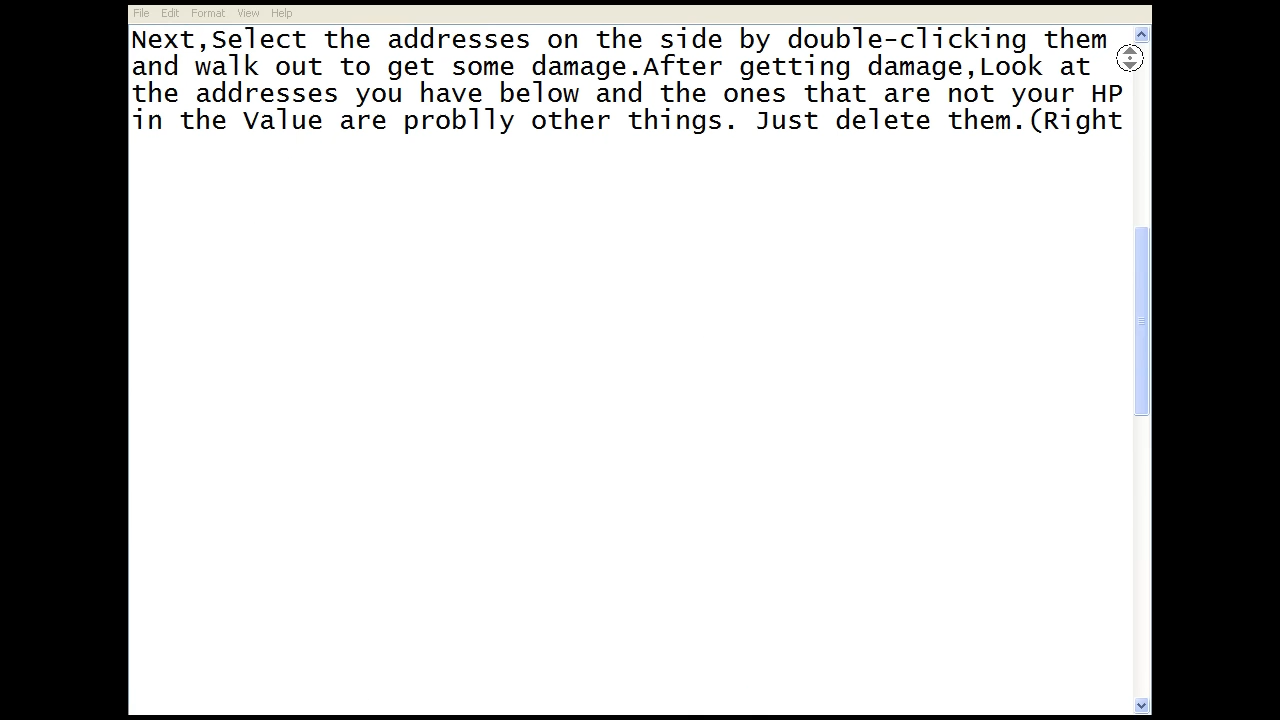 File Edit Format View Help
Next,Select the addresses on the side by double-clicking them
and walk out to get some damage.After getting damage,Look at
the addresses you have below and the ones that are not your HP
in the Value are problly other things. Just delete them.(Right